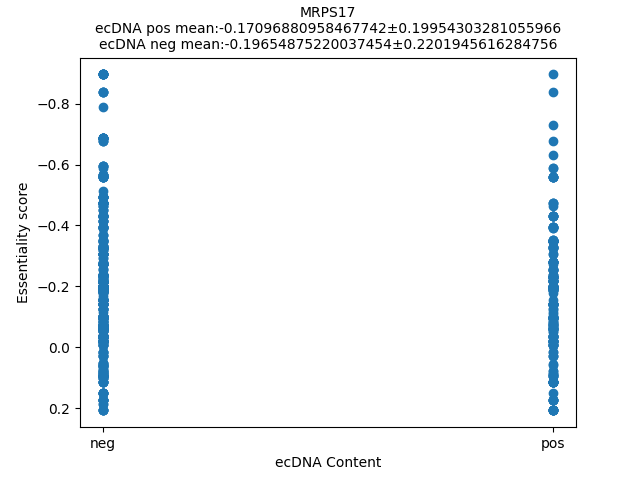 MRPS17
ecDNA pos mean:-0.17096880958467742±0.19954303281055966
ecDNA neg mean:-0.19654875220037454±0.2201945616284756
Essentiality score
−0.8
−0.6
−0.4
−0.2
0.0
0.2
neg
pos
ecDNA Content